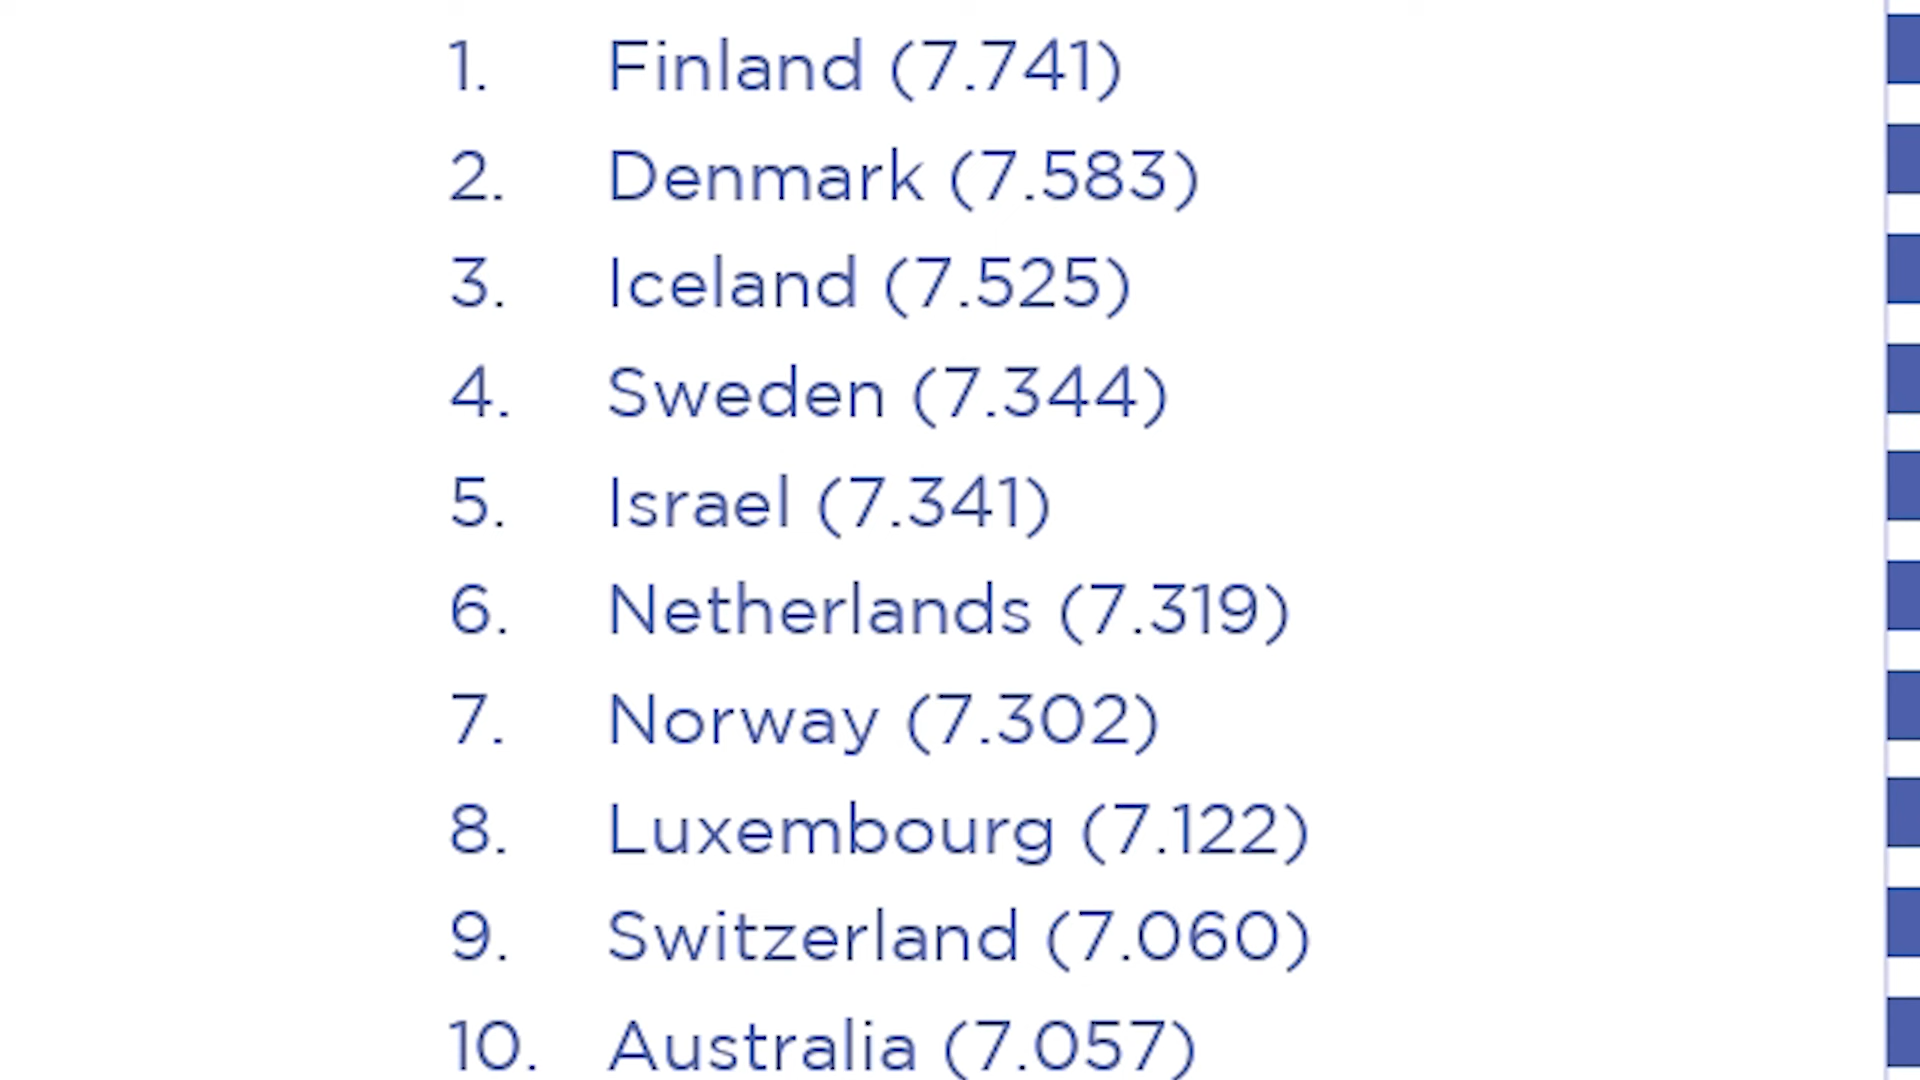 1. Finland (7.741)
2. Denmark (7.583)
3. Iceland (7.525)
4. Sweden (7.344)
5. Israel (7.341)
6. Netherlands (7.319)
7. Norway (7.302)
8. Luxembourg (7.122)
9. Switzerland (7.060)
10. Australia (7.057)